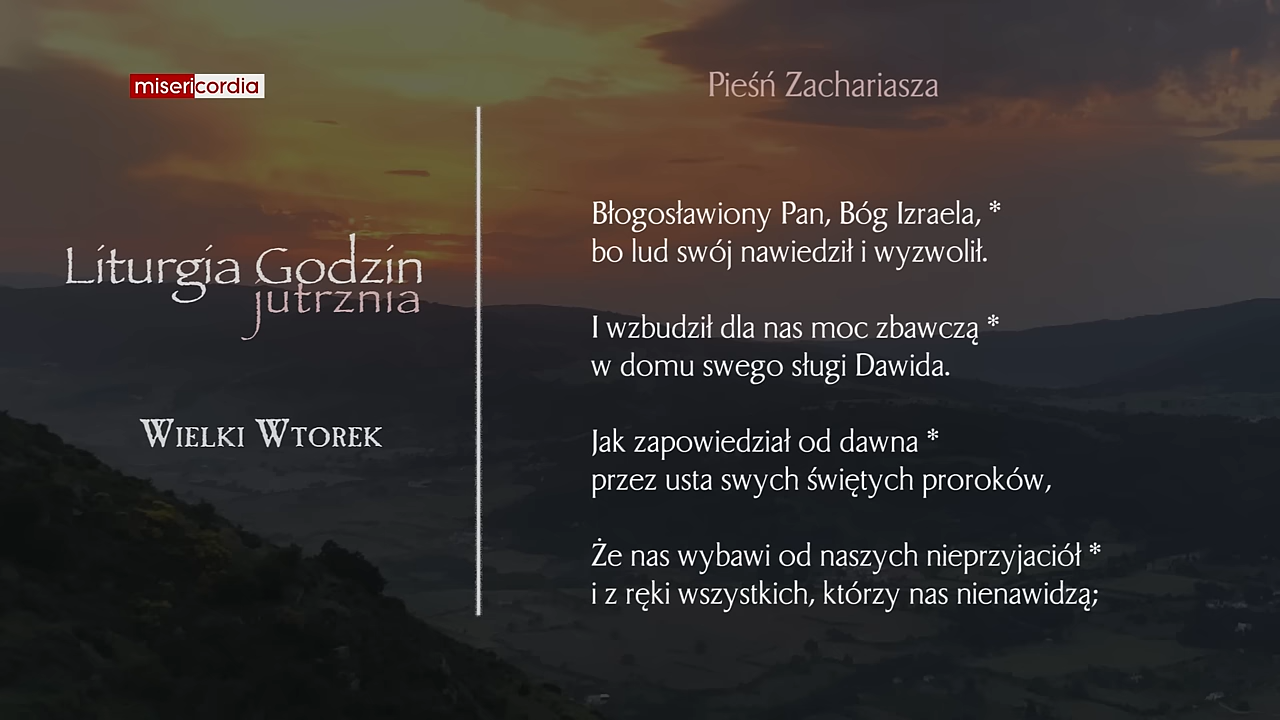 misericordia
Liturgia Godzin
jutrznia
Wielki Wtorek
Pieśń Zachariasza
Błogosławiony Pan, Bóg Izraela, *
bo lud swój nawiedził i wyzwolił.
I wzbudził dla nas moc zbawczą *
w domu swego sługi Dawida.
Jak zapowiedział od dawna *
przez usta swych świętych proroków,
Że nas wybawi od naszych nieprzyjaciół *
i z ręki wszystkich, którzy nas nienawidzą;